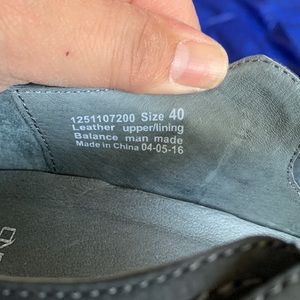 1251107200 Size 40
Leather upper/lining
Balance man made
Made in China 04-05-16